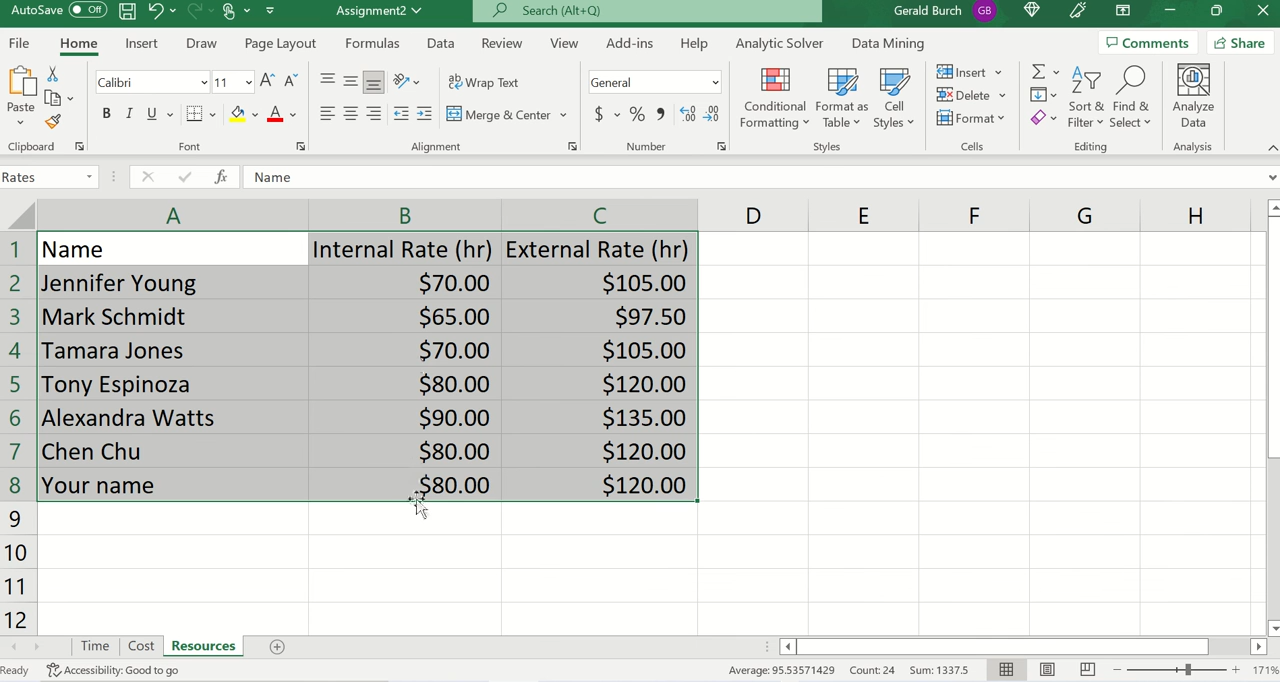 AutoSave Off Assignment2 Search (Alt+Q) Gerald Burch GB
File Home Insert Draw Page Layout Formulas Data Review View Add-ins Help Analytic Solver Data Mining Comments Share
Calibri 11 A A Wrap Text General Insert
Paste Conditional Formatting Format as Table Cell Styles Delete Sort & Filter Find & Select Analyze Data
B I U A Merge & Center $ % Format
Clipboard Font Alignment Number Styles Cells Editing Analysis
Rates fx Name
A B C D E F G H
1 Name Internal Rate (hr) External Rate (hr)
2 Jennifer Young $70.00 $105.00
3 Mark Schmidt $65.00 $97.50
4 Tamara Jones $70.00 $105.00
5 Tony Espinoza $80.00 $120.00
6 Alexandra Watts $90.00 $135.00
7 Chen Chu $80.00 $120.00
8 Your name $80.00 $120.00
9
10
11
12
Time Cost Resources
Ready Accessibility: Good to go Average: 95.53571429 Count: 24 Sum: 1337.5 171%